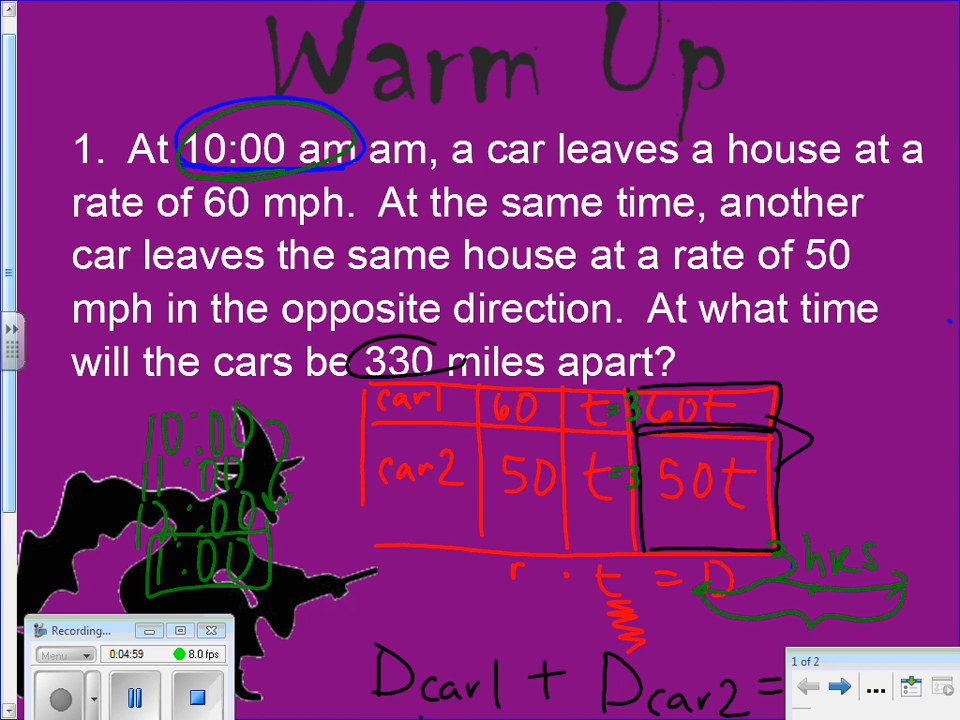 Warm Up
1. At 10:00 am am, a car leaves a house at a
rate of 60 mph. At the same time, another
car leaves the same house at a rate of 50
mph in the opposite direction. At what time
will the cars be 330 miles apart?
car1 60 t=3 60t
car2 50 t=3 50t
r · t = D
3hrs
10:00
11:00
12:00
1:00
Dcar1 + Dcar2 =
Recording...
Menu
0:04:59
8.0 fps
1 of 2
...